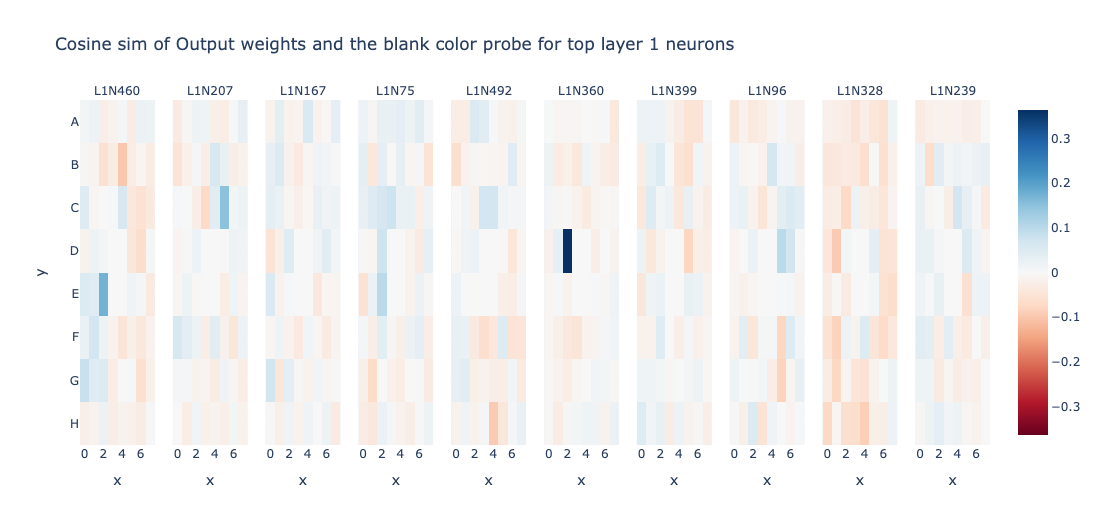 Cosine sim of Output weights and the blank color probe for top layer 1 neurons
L1N460 L1N207 L1N167 L1N75 L1N492 L1N360 L1N399 L1N96 L1N328 L1N239
A
B
C
D
E
F
G
H
y
0 2 4 6 0 2 4 6 0 2 4 6 0 2 4 6 0 2 4 6 0 2 4 6 0 2 4 6 0 2 4 6 0 2 4 6 0 2 4 6
x x x x x x x x x x
0.3
0.2
0.1
0
−0.1
−0.2
−0.3